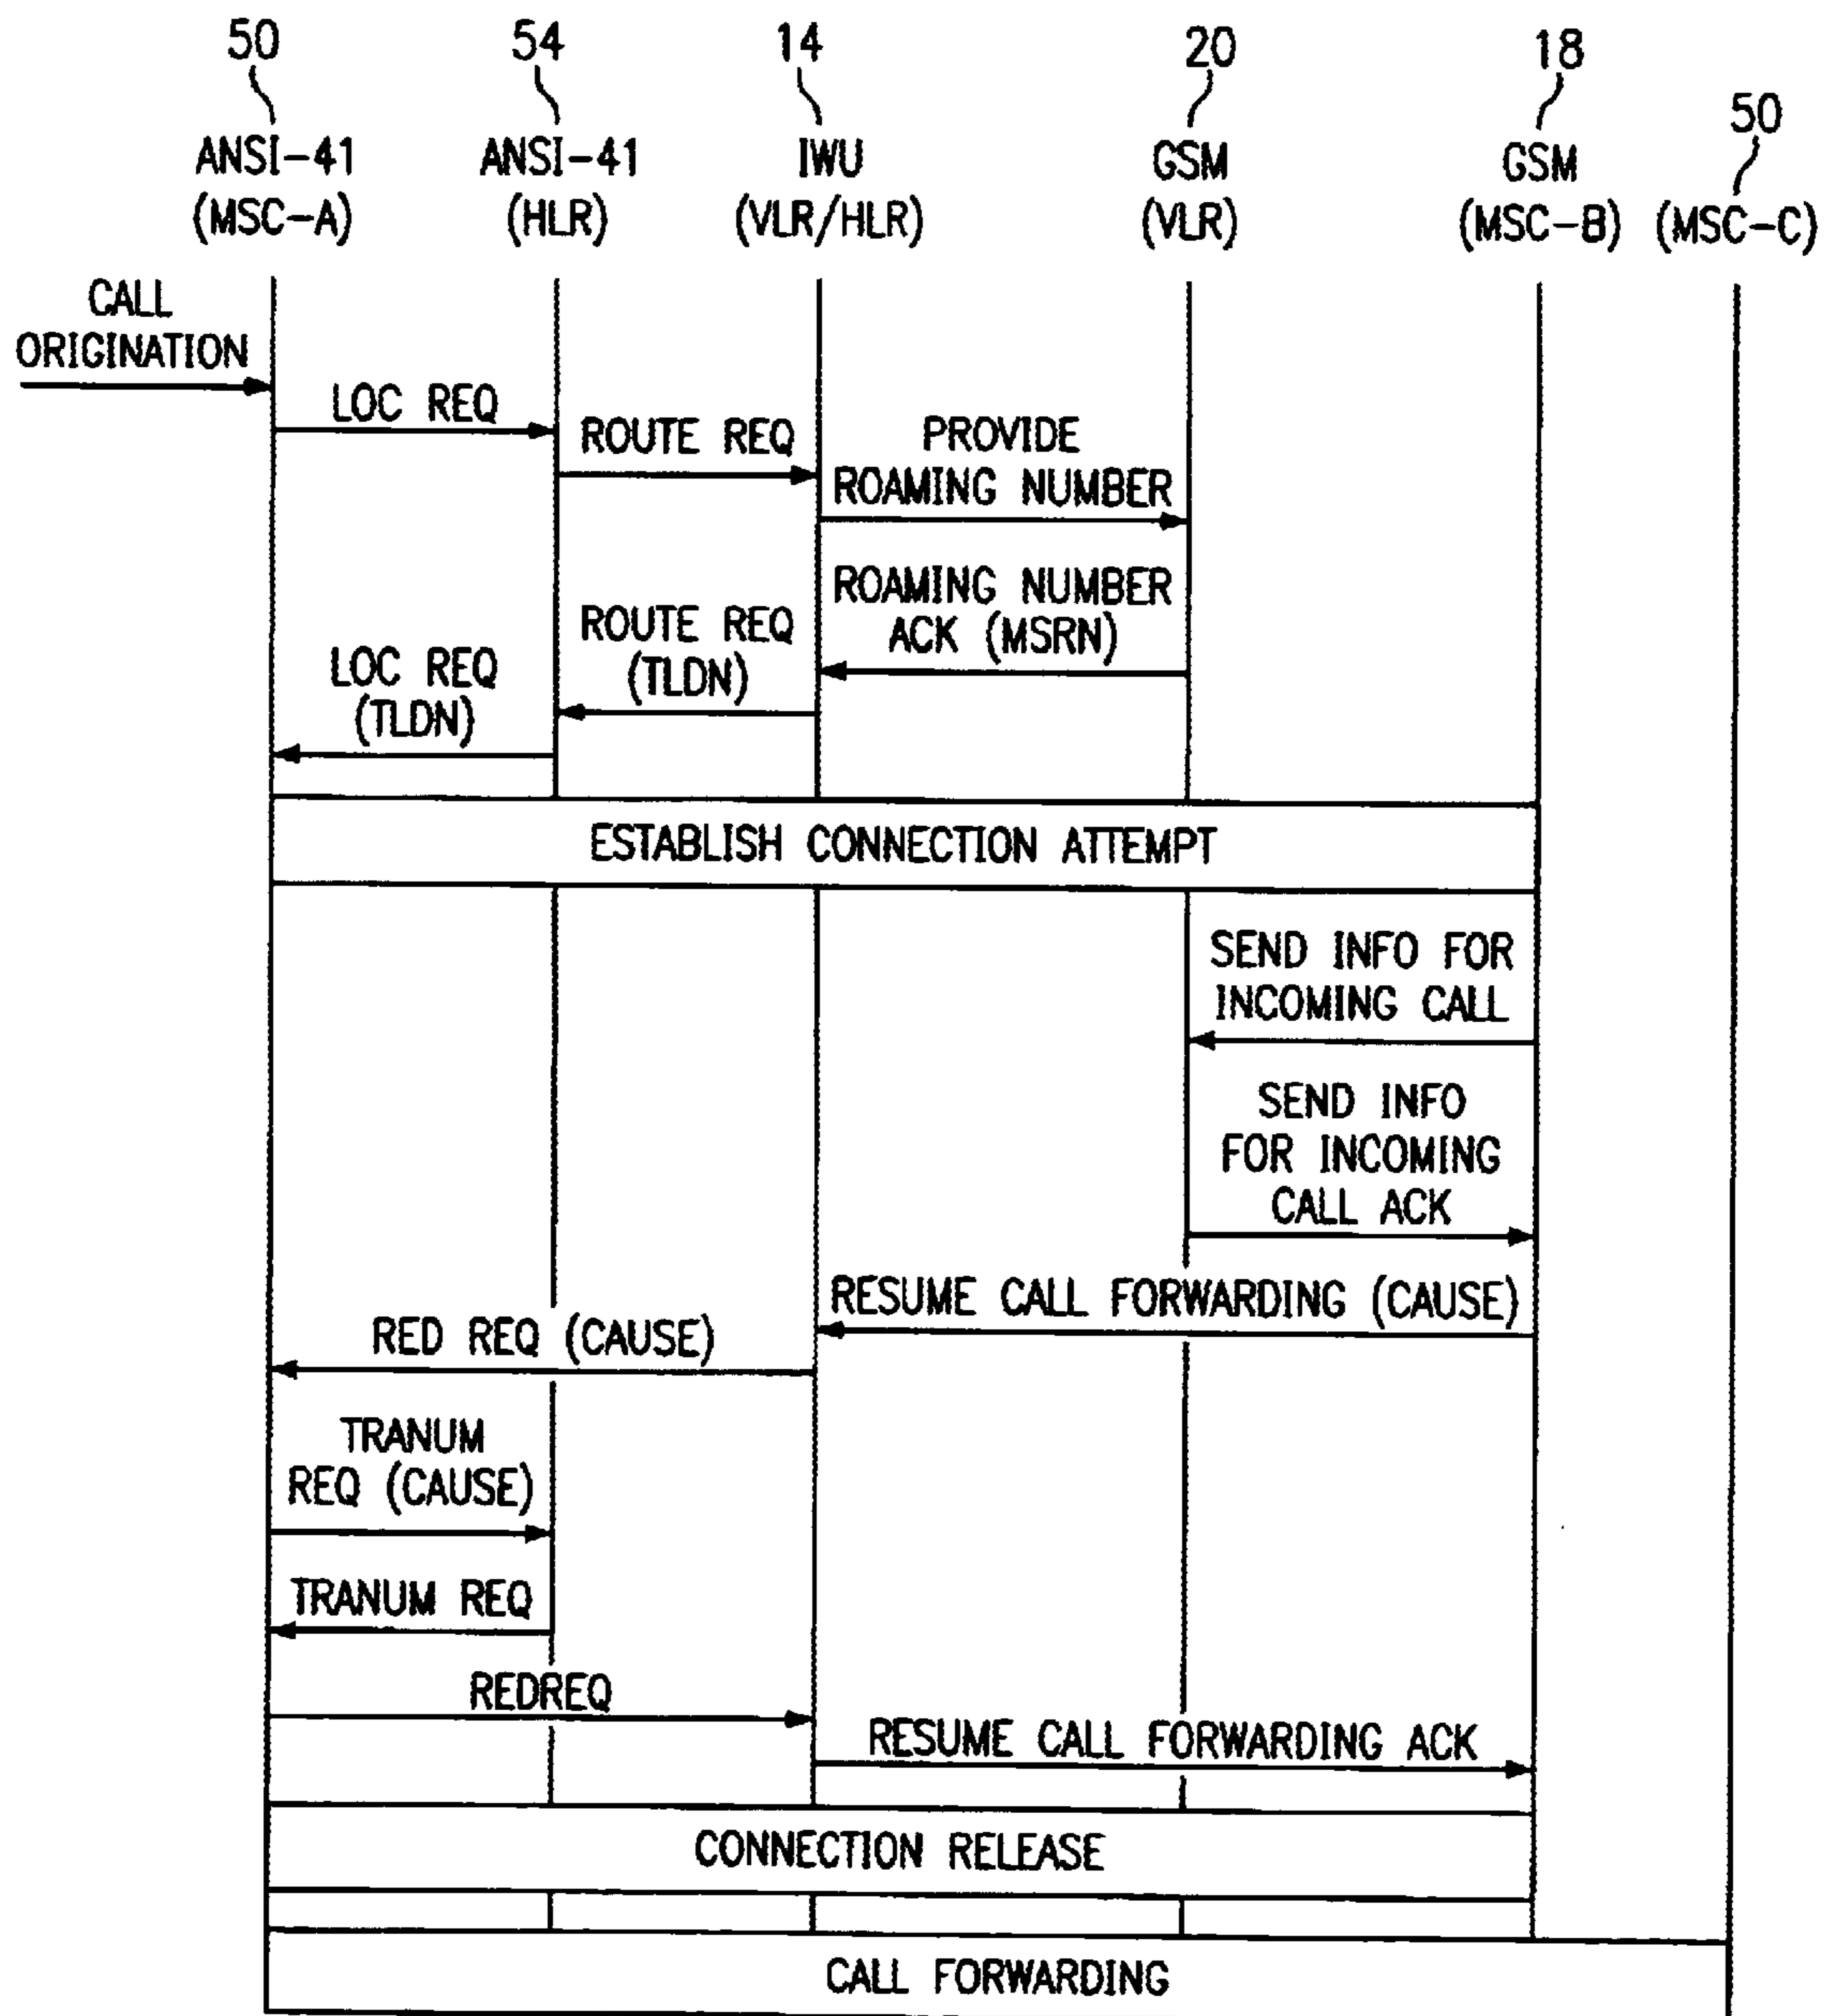 50
54
14
20
18
50
ANSI-41
(MSC-A)
ANSI-41
(HLR)
IWU
(VLR/HLR)
GSM
(VLR)
GSM
(MSC-B)
(MSC-C)
CALL
ORIGINATION
LOC REQ
ROUTE REQ
PROVIDE
ROAMING NUMBER
ROAMING NUMBER
ACK (MSRN)
ROUTE REQ
(TLDN)
LOC REQ
(TLDN)
ESTABLISH CONNECTION ATTEMPT
SEND INFO FOR
INCOMING CALL
SEND INFO
FOR INCOMING
CALL ACK
RESUME CALL FORWARDING (CAUSE)
RED REQ (CAUSE)
TRANUM
REQ (CAUSE)
TRANUM REQ
REDREQ
RESUME CALL FORWARDING ACK
CONNECTION RELEASE
CALL FORWARDING